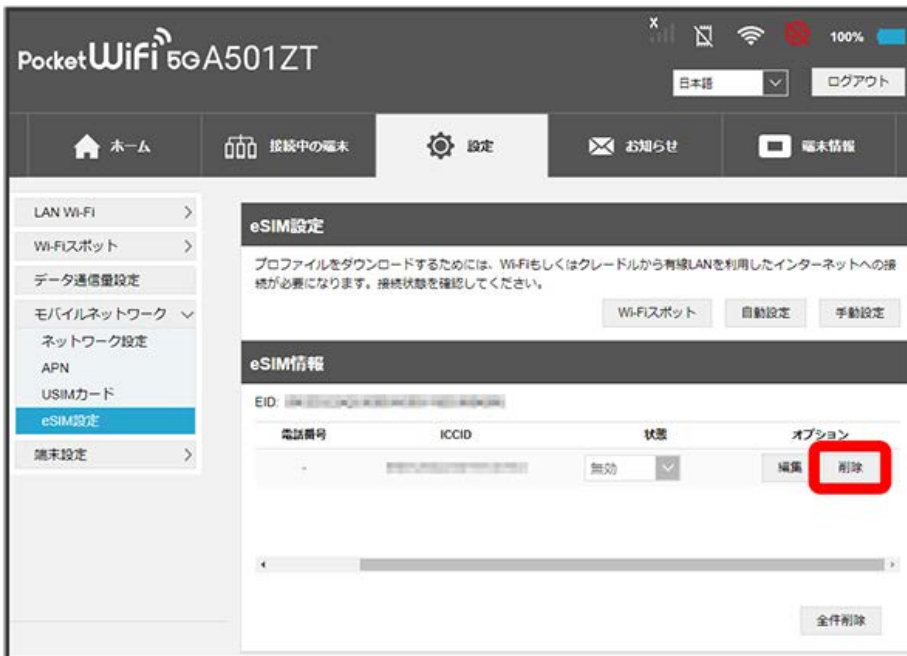 Pocket WiFi 5G A501ZT
100%
日本語
ログアウト
ホーム
接続中の端末
設定
お知らせ
端末情報
LAN Wi-Fi
Wi-Fiスポット
データ通信量設定
モバイルネットワーク
ネットワーク設定
APN
USIMカード
eSIM設定
端末設定
eSIM設定
プロファイルをダウンロードするためには、Wi-Fiもしくはクレードルから有線LANを利用したインターネットへの接
続が必要になります。接続状態を確認してください。
Wi-Fiスポット 自動設定 手動設定
eSIM情報
EID:
電話番号 ICCID 状態 オプション
- 無効 編集 削除
全件削除